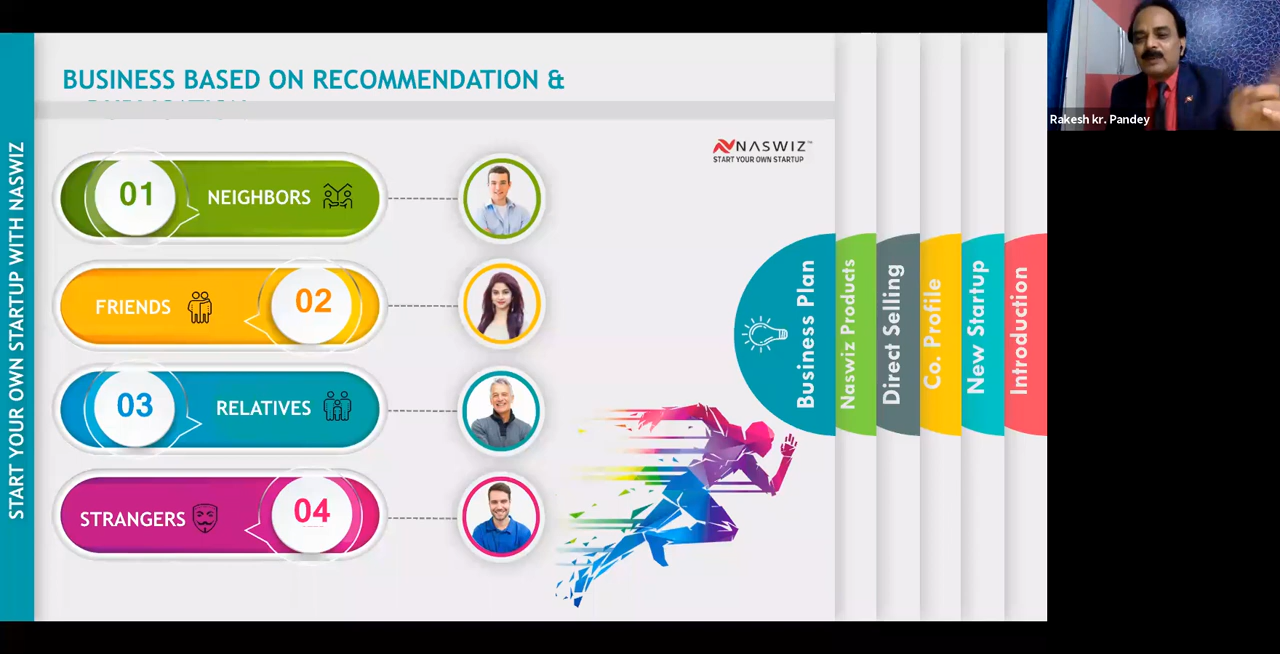 BUSINESS BASED ON RECOMMENDATION &
NASWIZ™
START YOUR OWN STARTUP
START YOUR OWN STARTUP WITH NASWIZ
01
NEIGHBORS
FRIENDS
02
03
RELATIVES
STRANGERS
04
Business Plan
Naswiz Products
Direct Selling
Co. Profile
New Startup
Introduction
Rakesh kr. Pandey